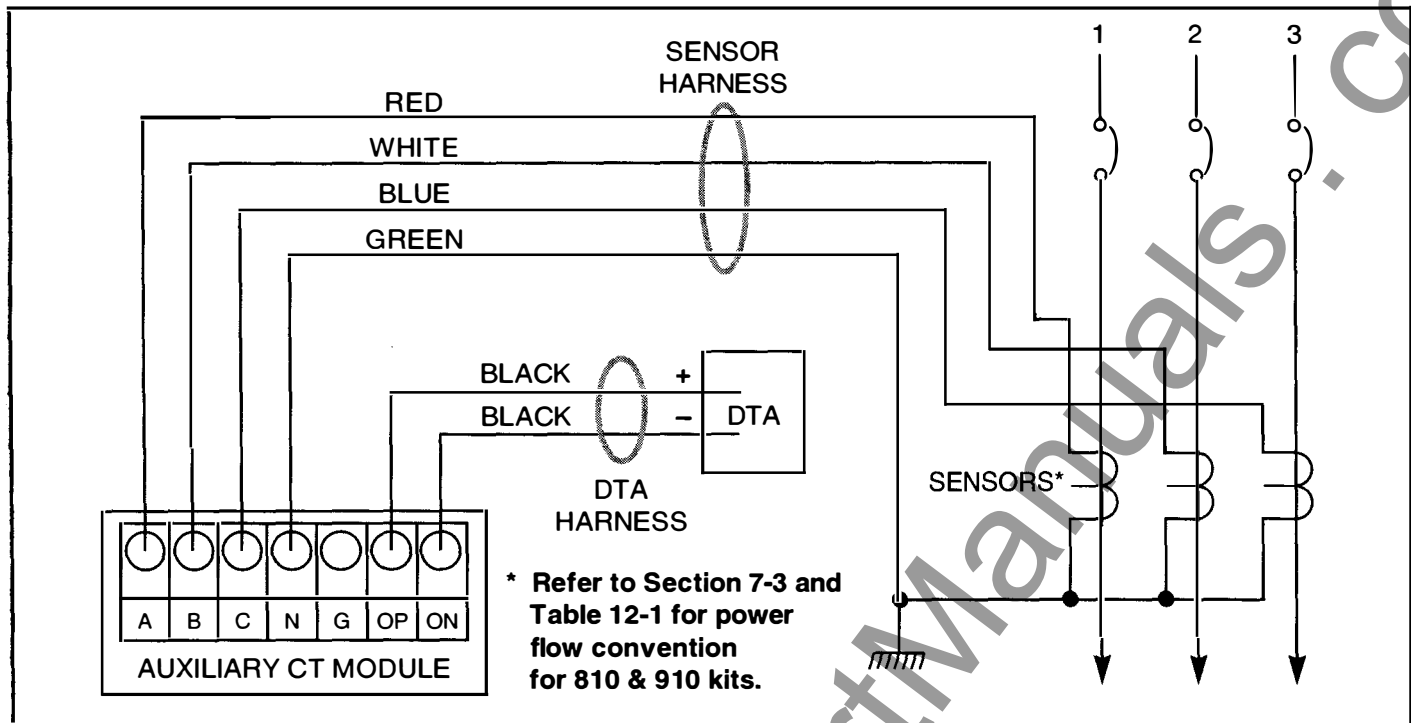 1 2 3
SENSOR
HARNESS
RED
WHITE
BLUE
GREEN
BLACK +
BLACK −
DTA
SENSORS*
DTA
HARNESS
* Refer to Section 7-3 and
Table 12-1 for power
flow convention
for 810 & 910 kits.
A B C N G OP ON
AUXILIARY CT MODULE